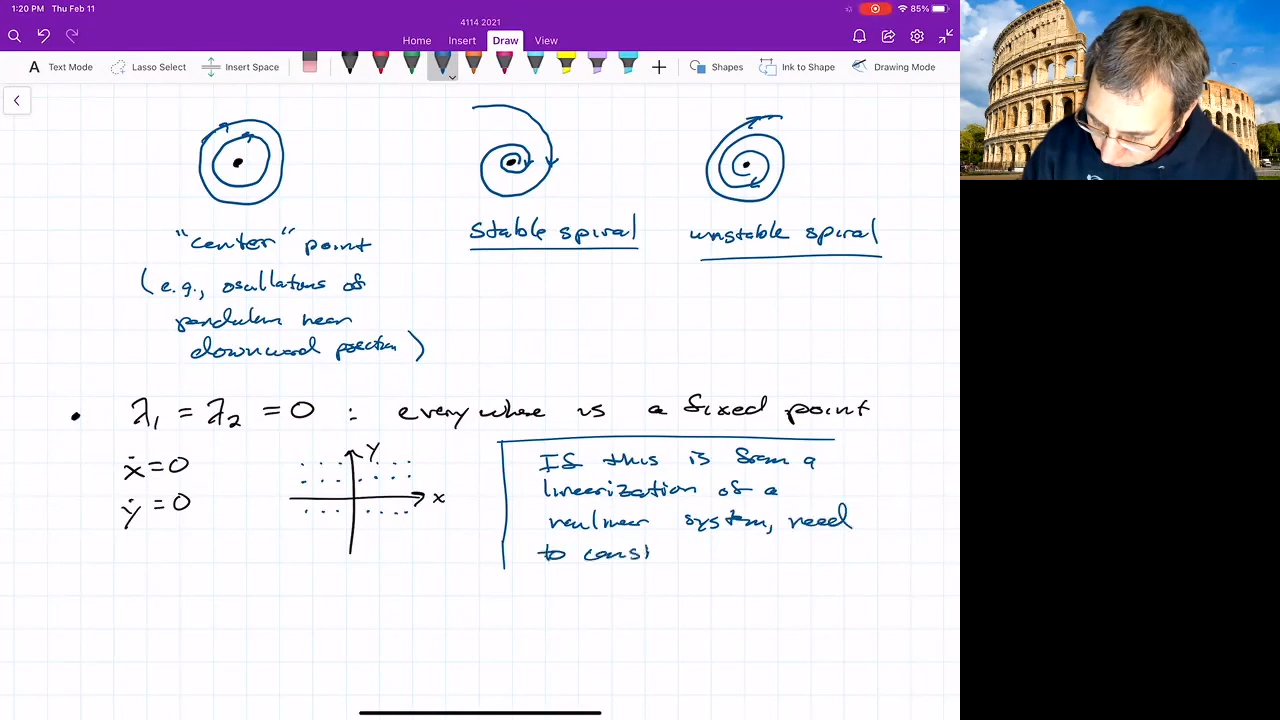 1:20 PM Thu Feb 11
85%
4114 2021
Home Insert Draw View
A Text Mode Lasso Select Insert Space Shapes Ink to Shape Drawing Mode
"center" point
(e.g., oscillations of
pendulum near
downward position)
stable spiral
unstable spiral
• λ₁ = λ₂ = 0 : everywhere is a fixed point
ẋ = 0
ẏ = 0
y
x
If this is from a
linearization of a
nonlinear system, need
to consi